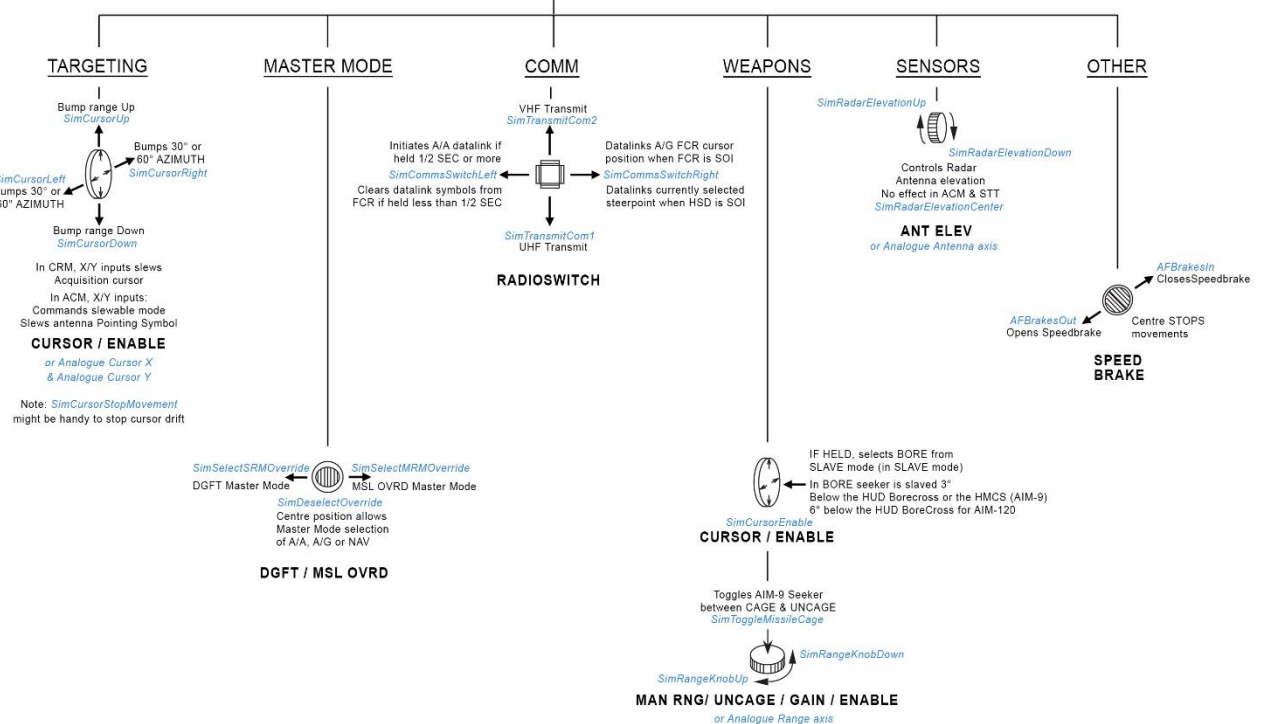 TARGETING
Bump range Up
SimCursorUp
Bumps 30° or
60° AZIMUTH
SimCursorRight
SimCursorLeft
Bumps 30° or
60° AZIMUTH
Bump range Down
SimCursorDown
In CRM, X/Y inputs slews
Acquisition cursor
In ACM, X/Y inputs:
Commands slewable mode
Slews antenna Pointing Symbol
CURSOR / ENABLE
or Analogue Cursor X
& Analogue Cursor Y
Note: SimCursorStopMovement
might be handy to stop cursor drift
MASTER MODE
SimSelectSRMOverride
DGFT Master Mode
SimSelectMRMOverride
MSL OVRD Master Mode
SimDeselectOverride
Centre position allows
Master Mode selection
of A/A, A/G or NAV
DGFT / MSL OVRD
COMM
VHF Transmit
SimTransmitCom2
Initiates A/A datalink if
held 1/2 SEC or more
SimCommsSwitchLeft
Clears datalink symbols from
FCR if held less than 1/2 SEC
Datalinks A/G FCR cursor
position when FCR is SOI
SimCommsSwitchRight
Datalinks currently selected
steerpoint when HSD is SOI
SimTransmitCom1
UHF Transmit
RADIOSWITCH
WEAPONS
IF HELD, selects BORE from
SLAVE mode (in SLAVE mode)
In BORE seeker is slaved 3°
Below the HUD Borecross or the HMCS (AIM-9)
6° below the HUD BoreCross for AIM-120
SimCursorEnable
CURSOR / ENABLE
Toggles AIM-9 Seeker
between CAGE & UNCAGE
SimToggleMissileCage
SimRangeKnobDown
SimRangeKnobUp
MAN RNG/ UNCAGE / GAIN / ENABLE
or Analogue Range axis
SENSORS
SimRadarElevationUp
SimRadarElevationDown
Controls Radar
Antenna elevation
No effect in ACM & STT
SimRadarElevationCenter
ANT ELEV
or Analogue Antenna axis
OTHER
AFBrakesIn
ClosesSpeedbrake
AFBrakesOut
Opens Speedbrake
Centre STOPS
movements
SPEED
BRAKE